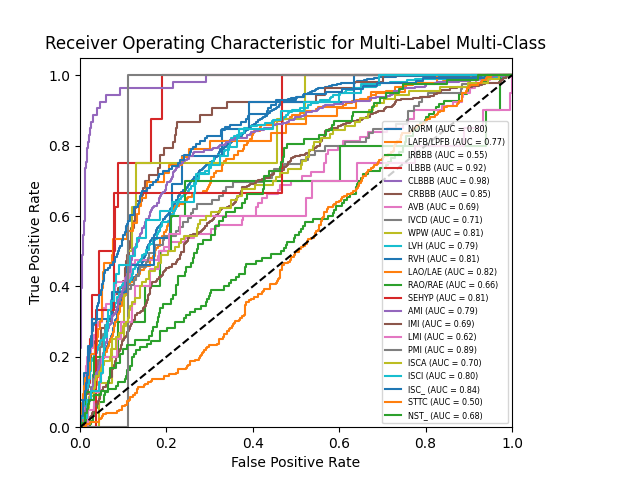 Receiver Operating Characteristic for Multi-Label Multi-Class
True Positive Rate
1.0
0.8
0.6
0.4
0.2
0.0
NORM (AUC = 0.80)
LAFB/LPFB (AUC = 0.77)
IRBBB (AUC = 0.55)
ILBBB (AUC = 0.92)
CLBBB (AUC = 0.98)
CRBBB (AUC = 0.85)
AVB (AUC = 0.69)
IVCD (AUC = 0.71)
WPW (AUC = 0.81)
LVH (AUC = 0.79)
RVH (AUC = 0.81)
LAO/LAE (AUC = 0.82)
RAO/RAE (AUC = 0.66)
SEHYP (AUC = 0.81)
AMI (AUC = 0.79)
IMI (AUC = 0.69)
LMI (AUC = 0.62)
PMI (AUC = 0.89)
ISCA (AUC = 0.70)
ISCI (AUC = 0.80)
ISC_ (AUC = 0.84)
STTC (AUC = 0.50)
NST_ (AUC = 0.68)
0.0 0.2 0.4 0.6 0.8 1.0
False Positive Rate